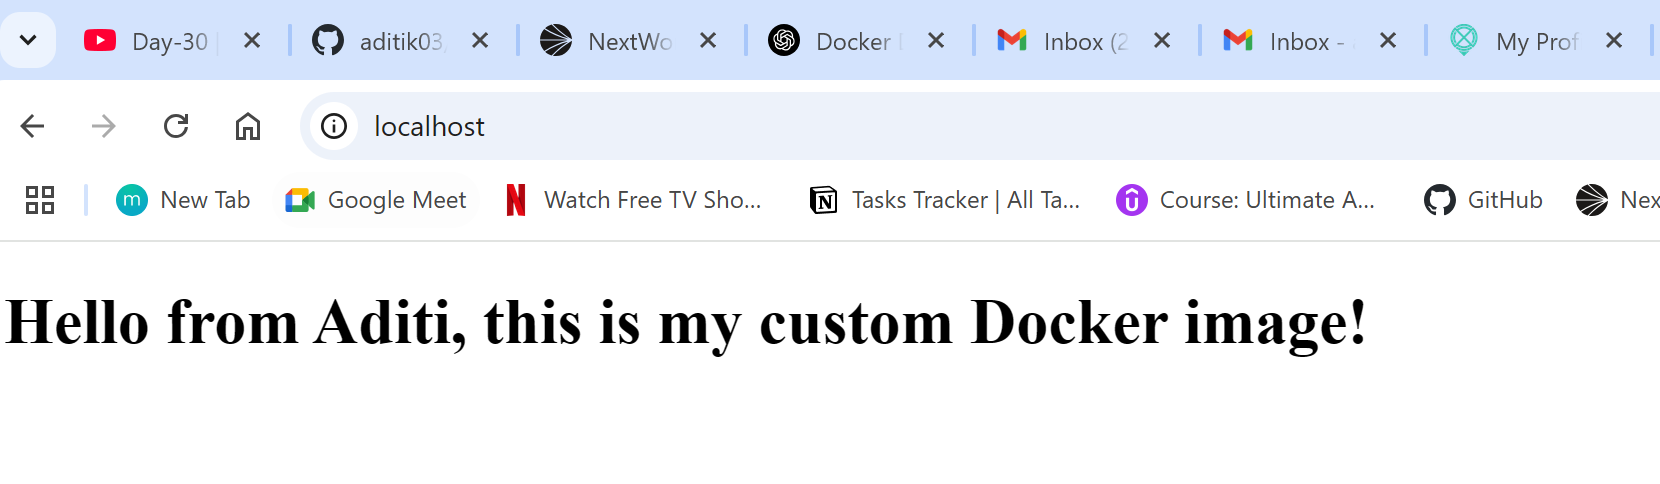 Day-30 aditik03 NextWo Docker Inbox (2 Inbox - My Prof
localhost
m New Tab Google Meet Watch Free TV Sho... Tasks Tracker | All Ta... Course: Ultimate A... GitHub Nex
Hello from Aditi, this is my custom Docker image!